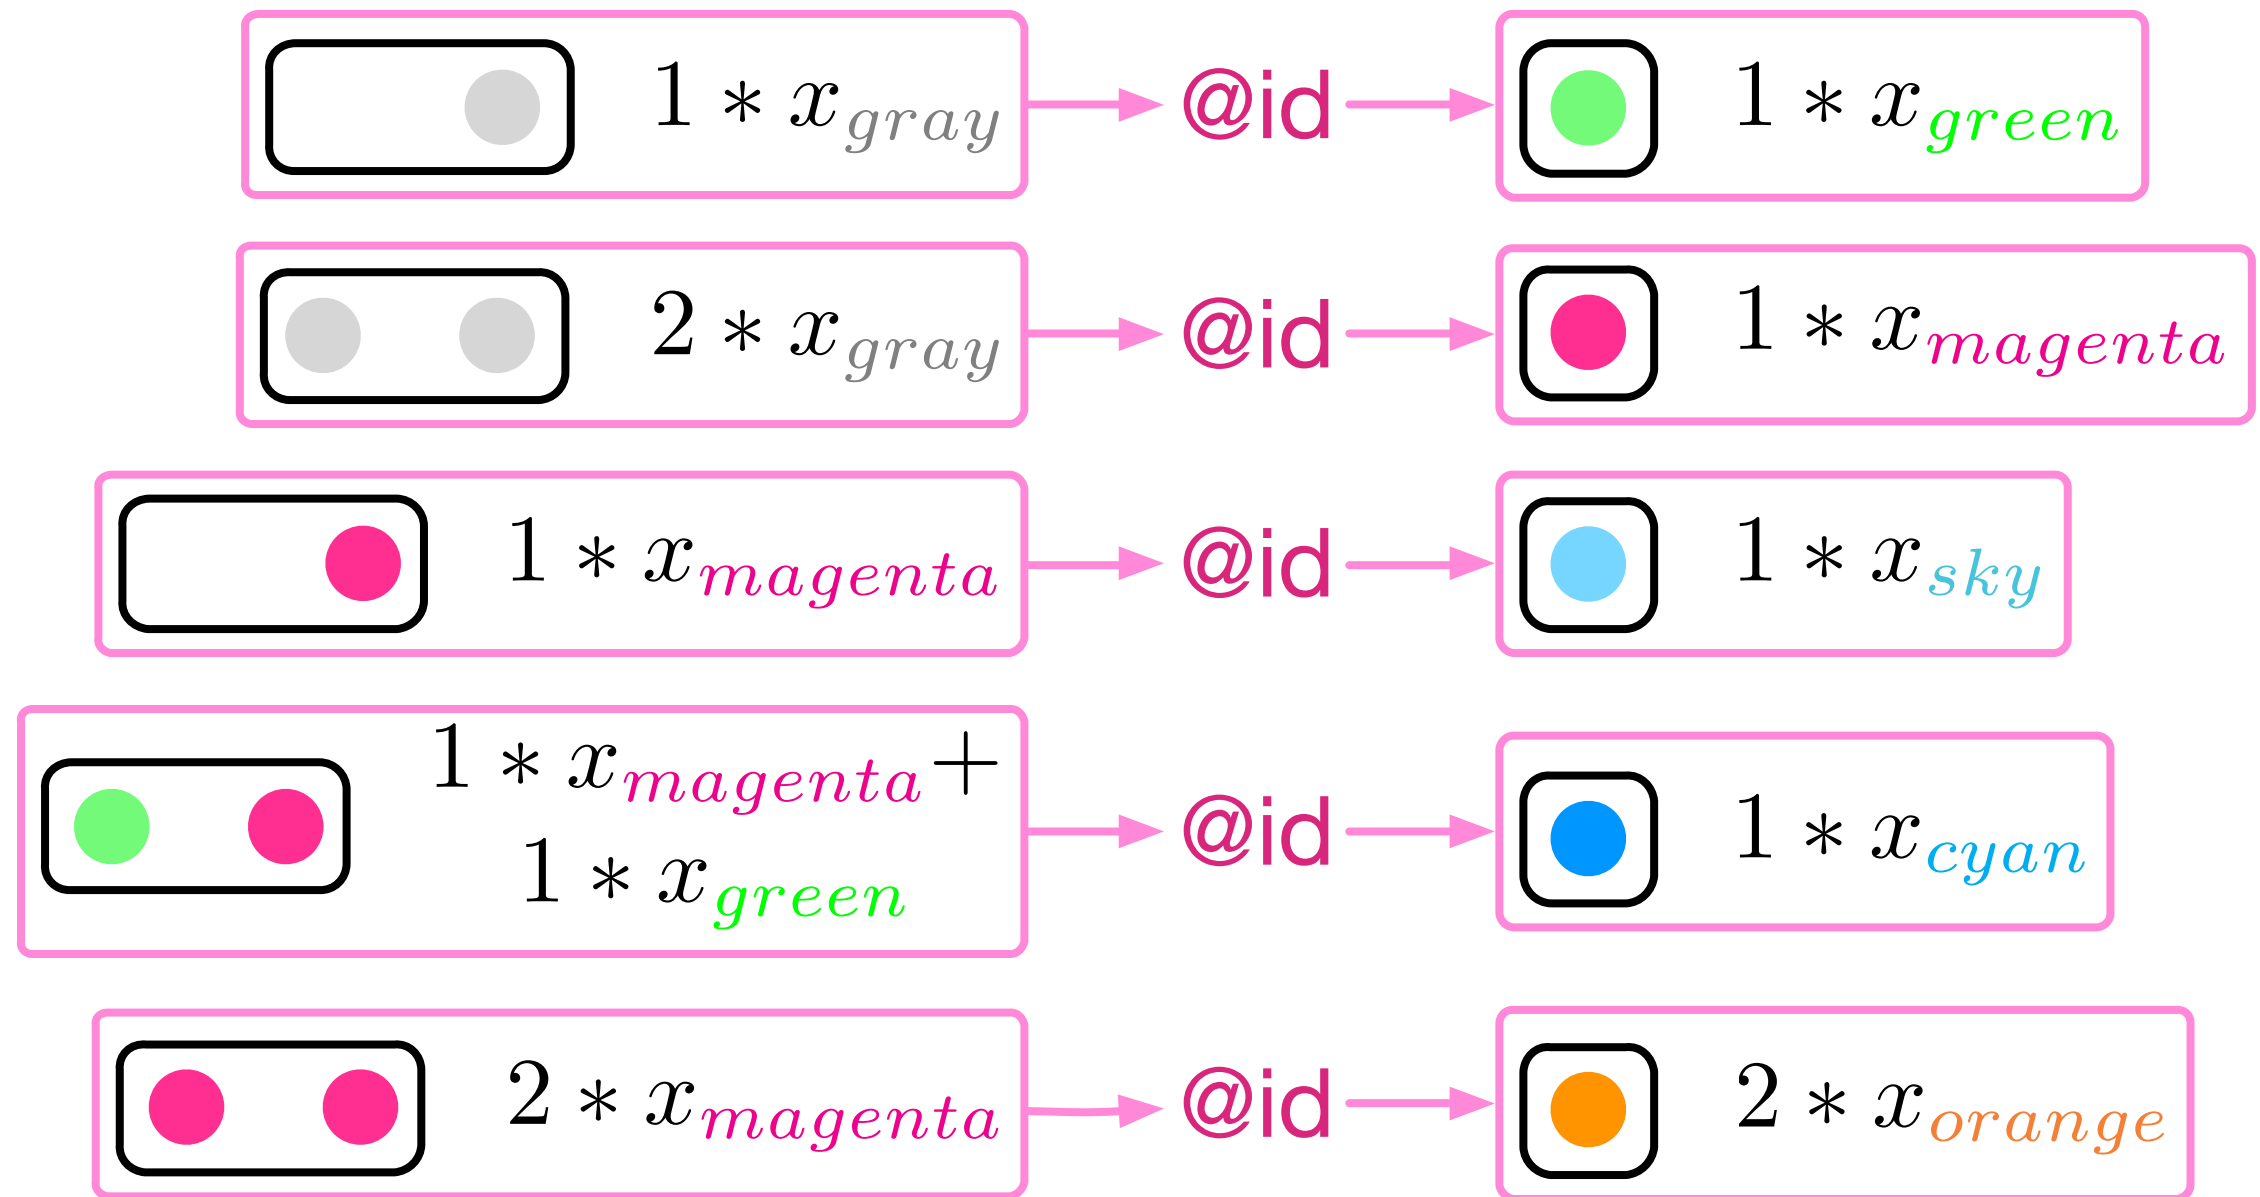 1 * x_gray @id 1 * x_green
2 * x_gray @id 1 * x_magenta
1 * x_magenta @id 1 * x_sky
1 * x_magenta +
1 * x_green @id 1 * x_cyan
2 * x_magenta @id 2 * x_orange